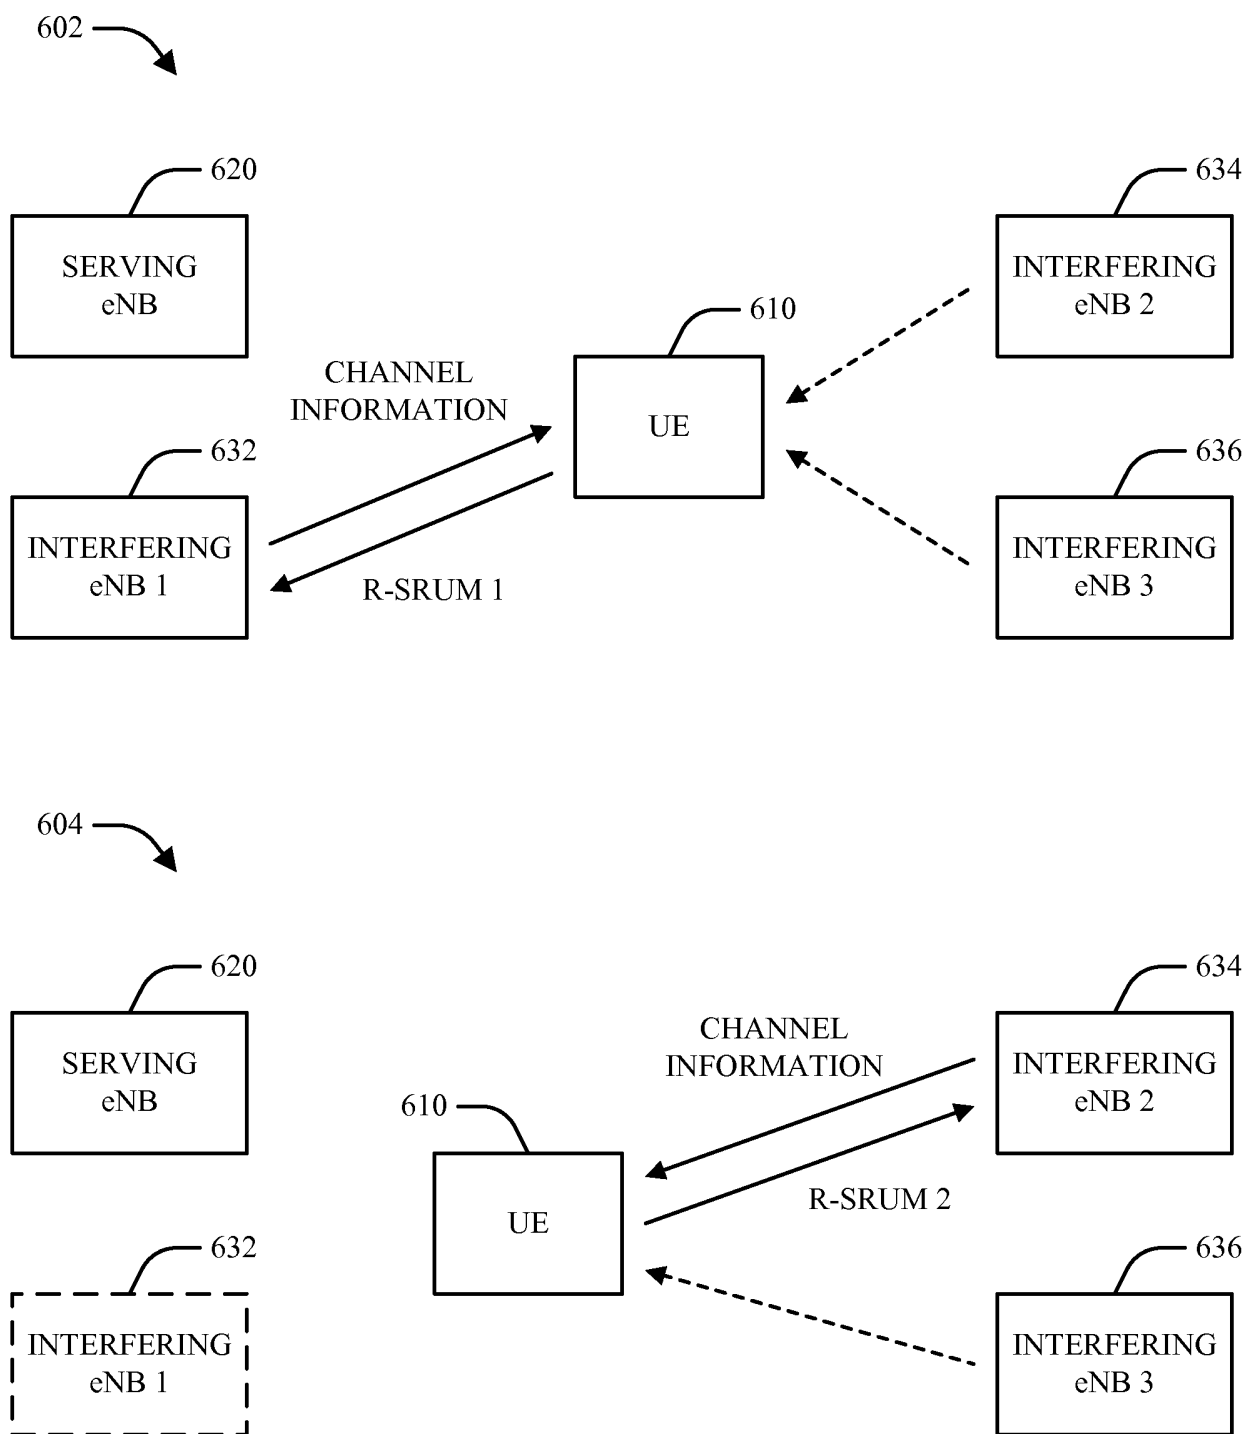 602
620
634
SERVING
eNB
INTERFERING
eNB 2
610
CHANNEL
INFORMATION
UE
632
636
INTERFERING
eNB 1
R-SRUM 1
INTERFERING
eNB 3
604
620
634
SERVING
eNB
CHANNEL
INFORMATION
INTERFERING
eNB 2
610
R-SRUM 2
UE
632
636
INTERFERING
eNB 1
INTERFERING
eNB 3